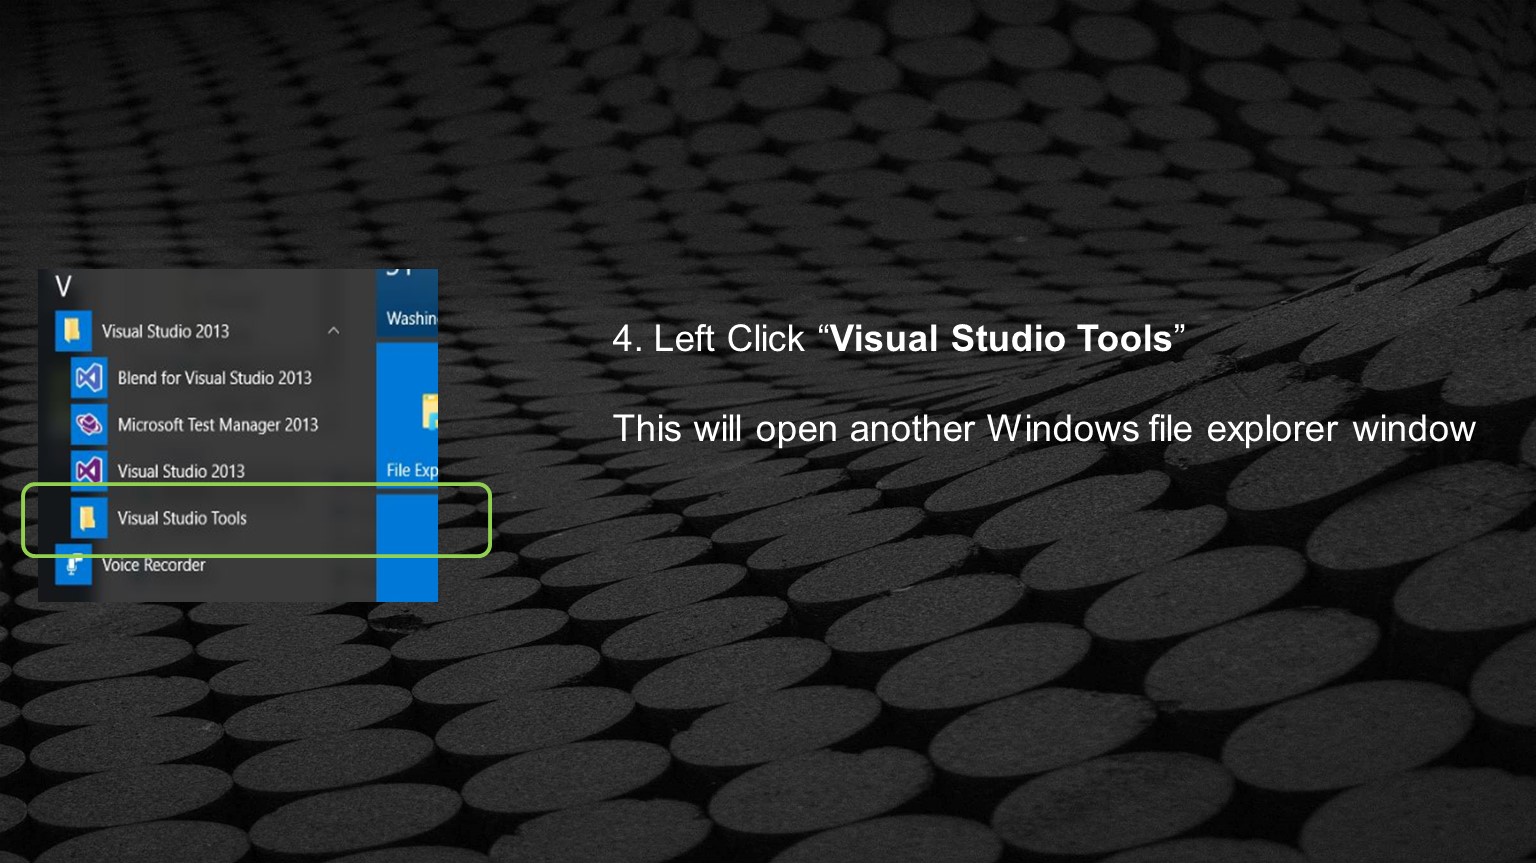 V
Visual Studio 2013
Blend for Visual Studio 2013
Microsoft Test Manager 2013
Visual Studio 2013
Visual Studio Tools
Voice Recorder
Washin
File Exp
4. Left Click “Visual Studio Tools”
This will open another Windows file explorer window